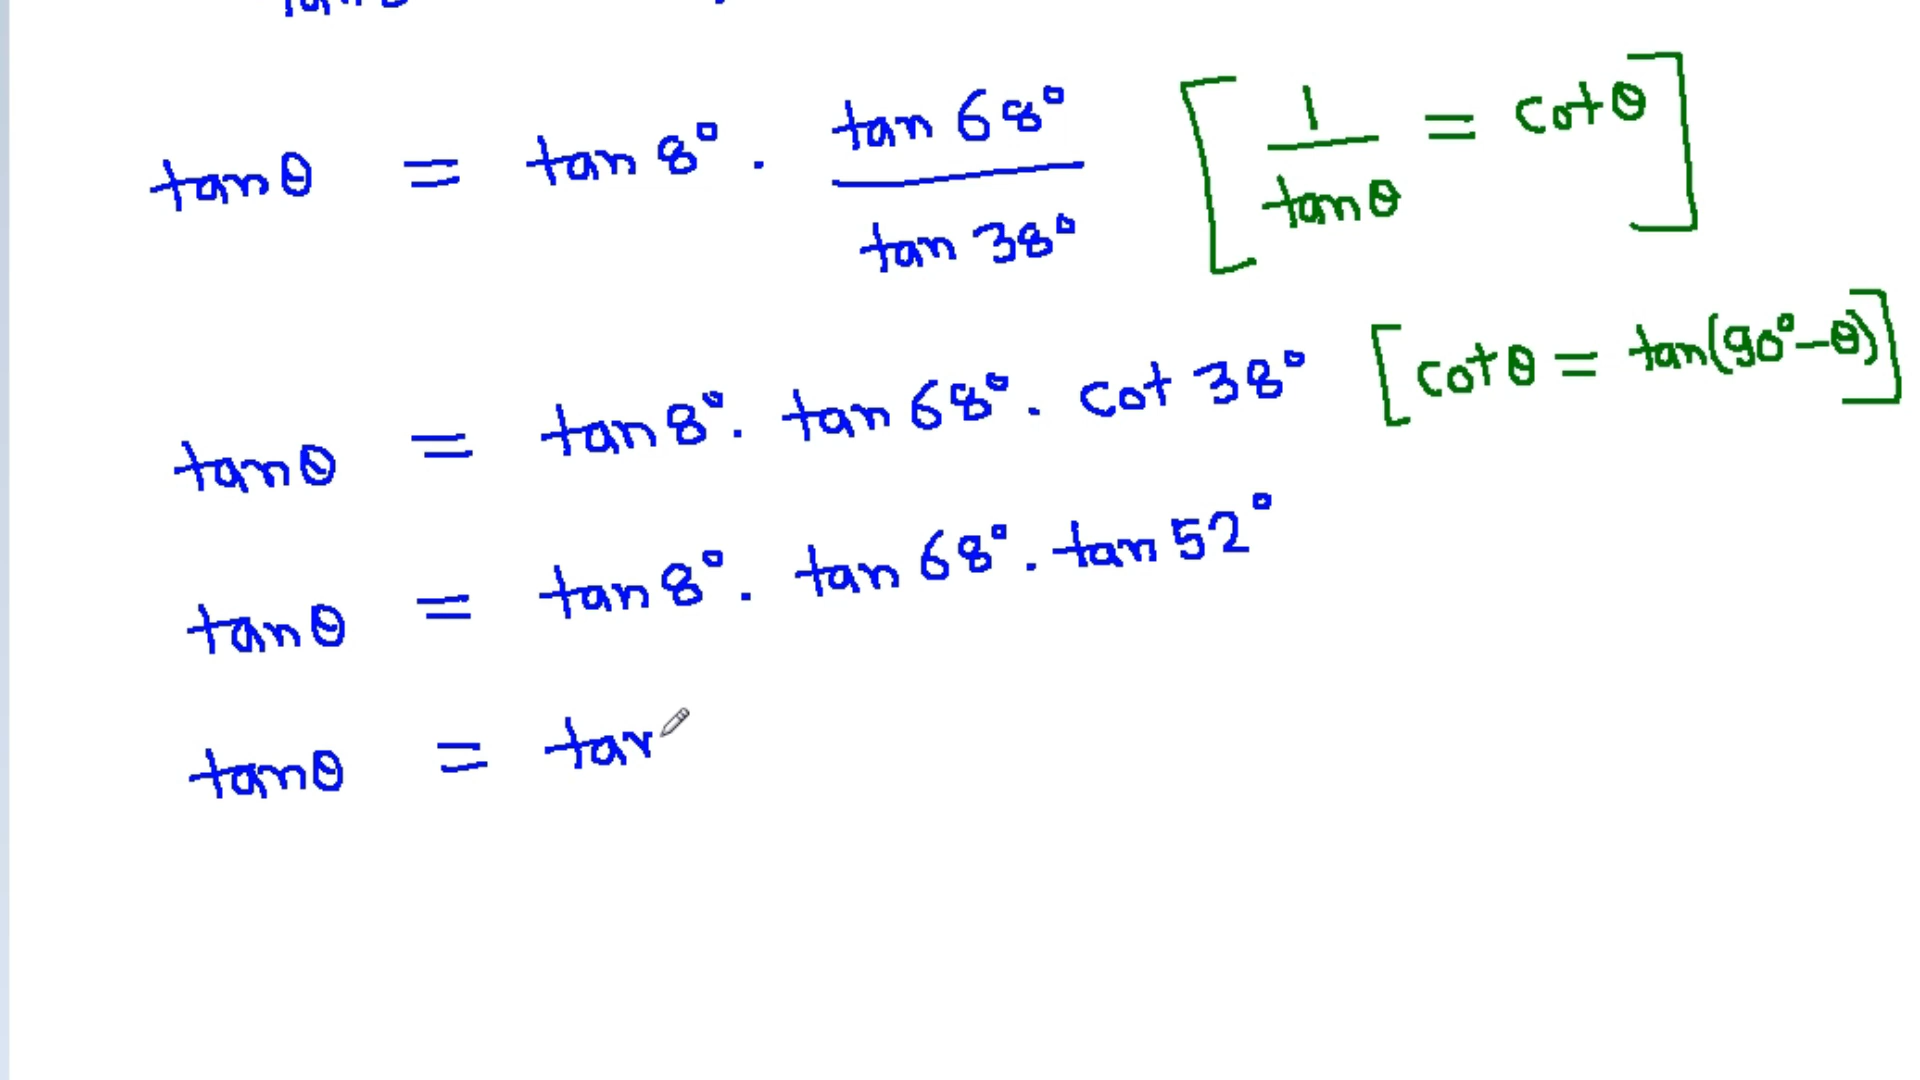 tanθ = tan 8° . tan 68° / tan 38° [ 1 / tanθ = cotθ ]
tanθ = tan 8° . tan 68° . cot 38° [cotθ = tan(90°-θ)]
tanθ = tan 8° . tan 68° . tan 52°
tanθ = tar